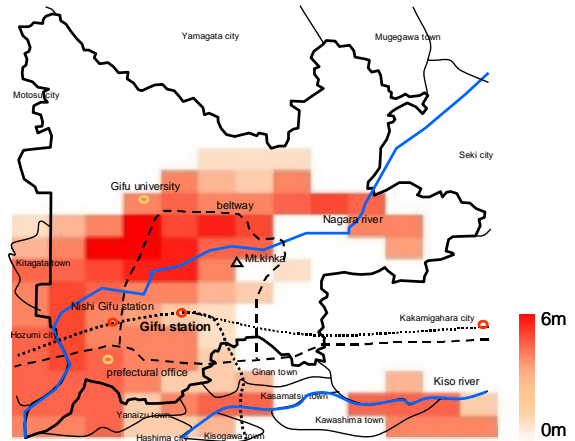 Yamagata city
Mugegawa town
Motosu city
Seki city
Gifu university
beltway
Nagara river
Kitagata town
Mt.kinka
Nishi Gifu station
Gifu station
Kakamigahara city
6m
Hozumi city
prefectural office
Ginan town
Kiso river
Kasamatsu town
Yanaizu town
Kawashima town
Hashima city
Kisogawa town
0m